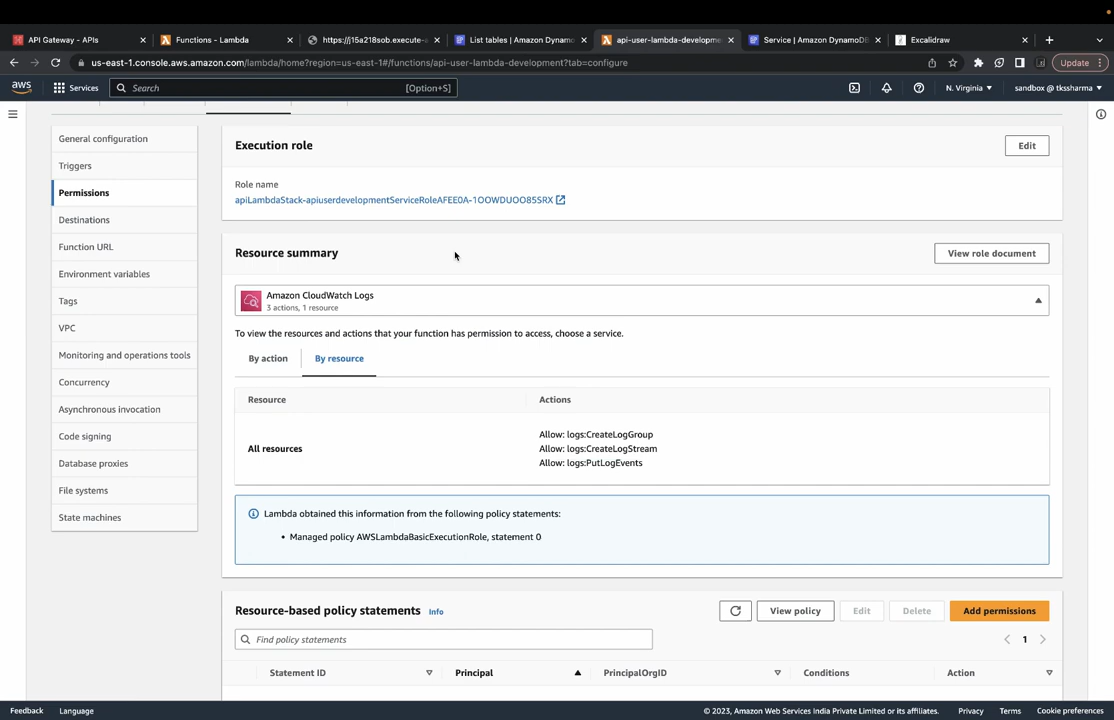 API Gateway - APIs
Functions - Lambda
https://j15a218sob.execute-
List tables | Amazon Dynamo
api-user-lambda-developme
Service | Amazon DynamoDB
Excalidraw
us-east-1.console.aws.amazon.com/lambda/home?region=us-east-1#/functions/api-user-lambda-development?tab=configure
Update
aws
Services
Search
[Option+S]
N. Virginia
sandbox @ tkssharma
General configuration
Triggers
Permissions
Destinations
Function URL
Environment variables
Tags
VPC
Monitoring and operations tools
Concurrency
Asynchronous invocation
Code signing
Database proxies
File systems
State machines
Execution role
Edit
Role name
apiLambdaStack-apiuserdevelopmentServiceRoleAFEE0A-1OOWDUOO85SRX
Resource summary
View role document
Amazon CloudWatch Logs
3 actions, 1 resource
To view the resources and actions that your function has permission to access, choose a service.
By action
By resource
Resource
Actions
All resources
Allow: logs:CreateLogGroup
Allow: logs:CreateLogStream
Allow: logs:PutLogEvents
Lambda obtained this information from the following policy statements:
• Managed policy AWSLambdaBasicExecutionRole, statement 0
Resource-based policy statements
Info
View policy
Edit
Delete
Add permissions
Find policy statements
1
Statement ID
Principal
PrincipalOrgID
Conditions
Action
Feedback
Language
© 2023, Amazon Web Services India Private Limited or its affiliates.
Privacy
Terms
Cookie preferences